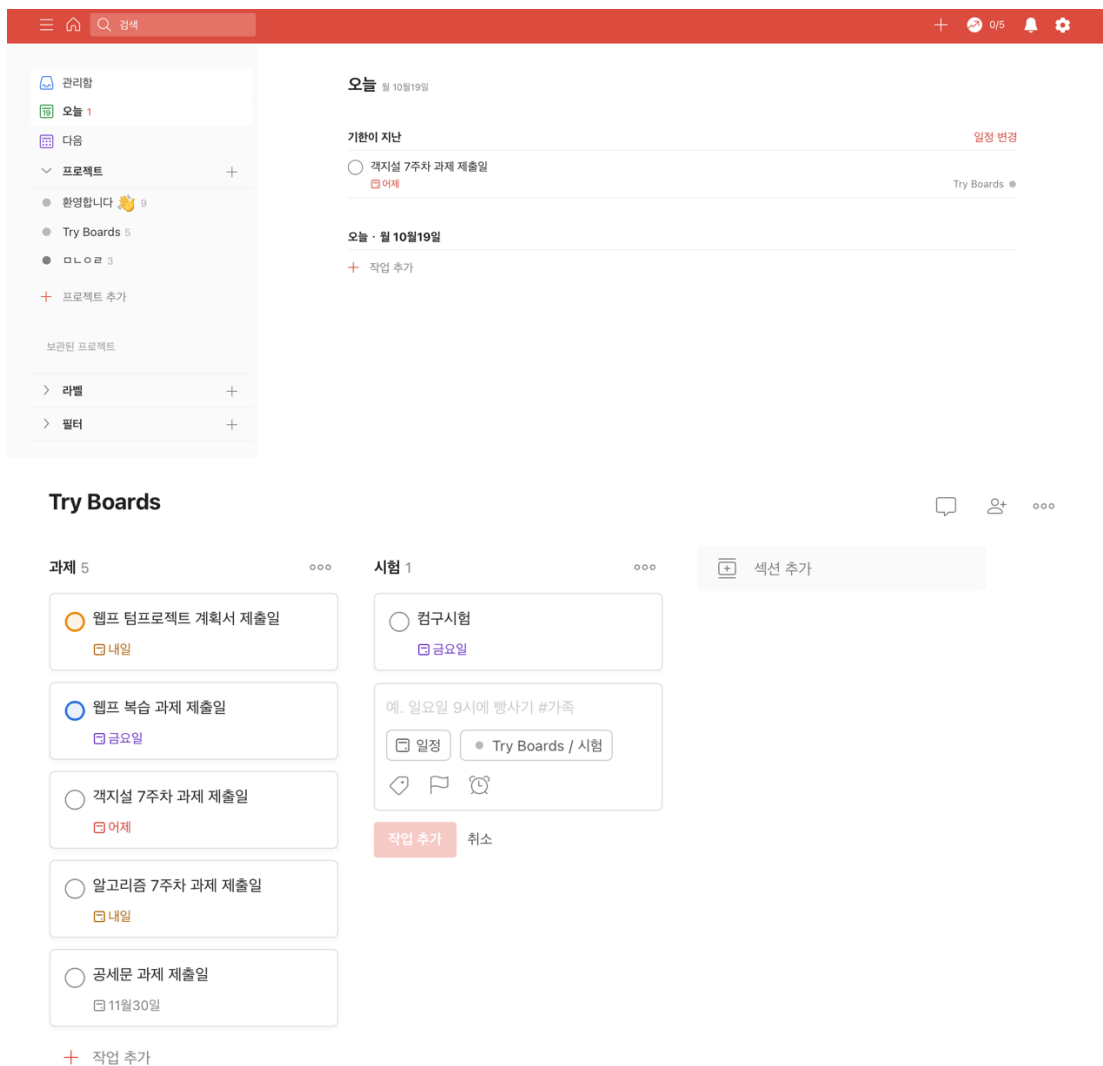 검색
0/5
관리함
19 오늘 1
다음
프로젝트
환영합니다 👋 9
Try Boards 5
ㅁㄴㅇㄹ 3
프로젝트 추가
보관된 프로젝트
라벨
필터
오늘 월 10월19일
기한이 지난 일정 변경
객지설 7주차 과제 제출일
어제 Try Boards
오늘 · 월 10월19일
작업 추가
Try Boards
과제 5
웹프 텀프로젝트 계획서 제출일
내일
웹프 복습 과제 제출일
금요일
객지설 7주차 과제 제출일
어제
알고리즘 7주차 과제 제출일
내일
공세문 과제 제출일
11월30일
작업 추가
시험 1
컴구시험
금요일
예. 일요일 9시에 빵사기 #가족
일정 Try Boards / 시험
작업 추가 취소
섹션 추가